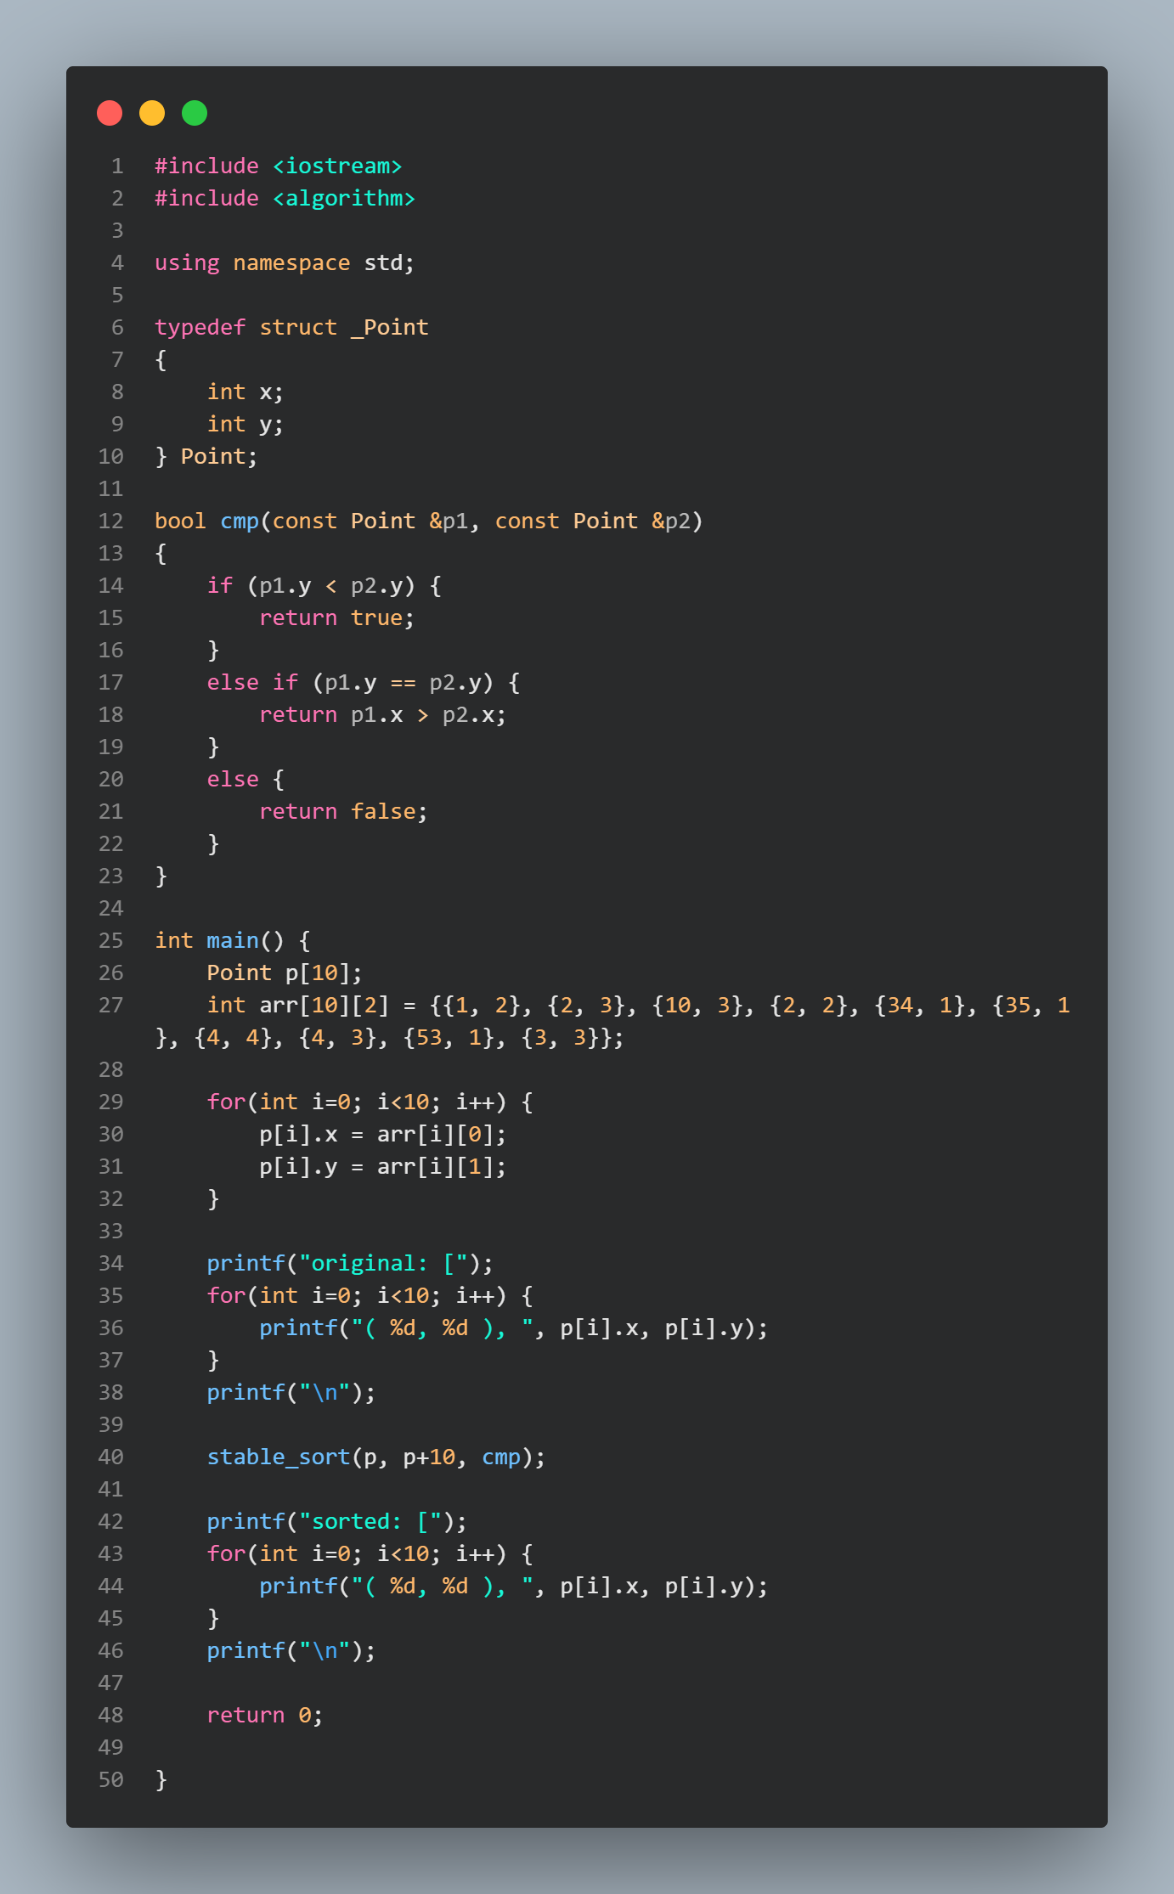 1 #include <iostream>
2 #include <algorithm>
3
4 using namespace std;
5
6 typedef struct _Point
7 {
8     int x;
9     int y;
10 } Point;
11
12 bool cmp(const Point &p1, const Point &p2)
13 {
14     if (p1.y < p2.y) {
15         return true;
16     }
17     else if (p1.y == p2.y) {
18         return p1.x > p2.x;
19     }
20     else {
21         return false;
22     }
23 }
24
25 int main() {
26     Point p[10];
27     int arr[10][2] = {{1, 2}, {2, 3}, {10, 3}, {2, 2}, {34, 1}, {35, 1
}, {4, 4}, {4, 3}, {53, 1}, {3, 3}};
28
29     for(int i=0; i<10; i++) {
30         p[i].x = arr[i][0];
31         p[i].y = arr[i][1];
32     }
33
34     printf("original: [");
35     for(int i=0; i<10; i++) {
36         printf("( %d, %d ), ", p[i].x, p[i].y);
37     }
38     printf("\n");
39
40     stable_sort(p, p+10, cmp);
41
42     printf("sorted: [");
43     for(int i=0; i<10; i++) {
44         printf("( %d, %d ), ", p[i].x, p[i].y);
45     }
46     printf("\n");
47
48     return 0;
49
50 }